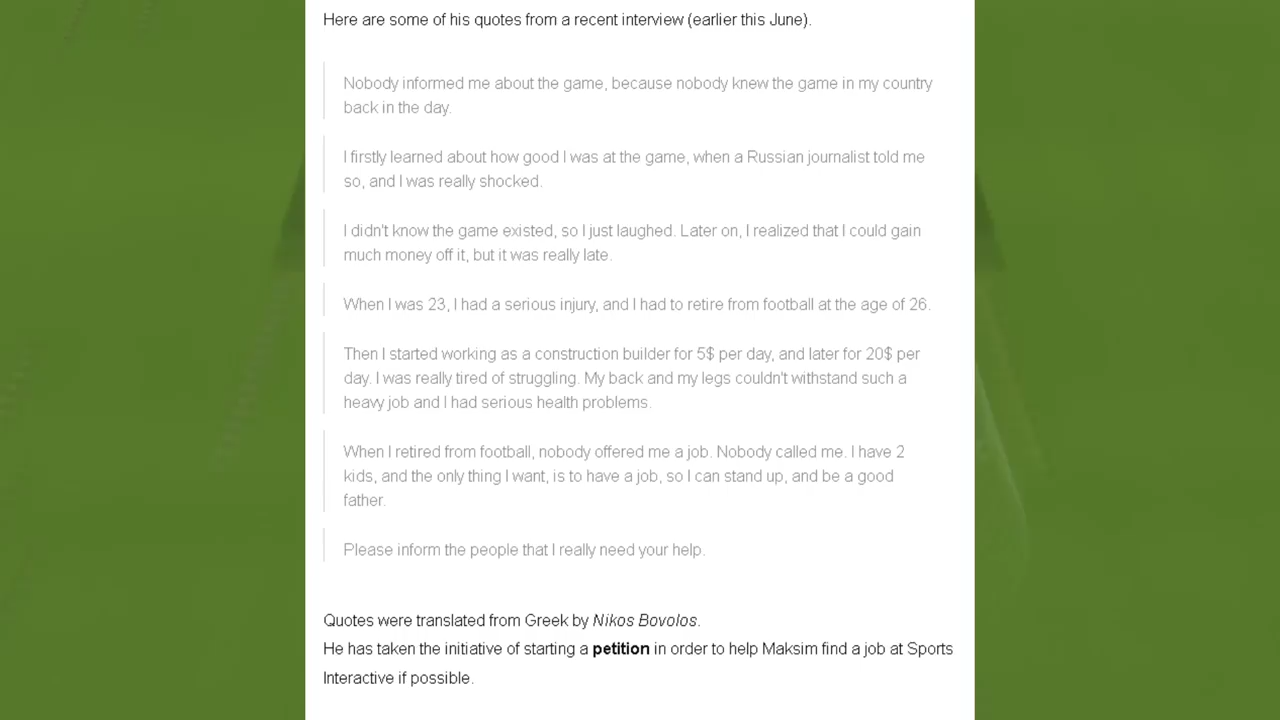 Here are some of his quotes from a recent interview (earlier this June).
Nobody informed me about the game, because nobody knew the game in my country
back in the day.
I firstly learned about how good I was at the game, when a Russian journalist told me
so, and I was really shocked.
I didn't know the game existed, so I just laughed. Later on, I realized that I could gain
much money off it, but it was really late.
When I was 23, I had a serious injury, and I had to retire from football at the age of 26.
Then I started working as a construction builder for 5$ per day, and later for 20$ per
day. I was really tired of struggling. My back and my legs couldn't withstand such a
heavy job and I had serious health problems.
When I retired from football, nobody offered me a job. Nobody called me. I have 2
kids, and the only thing I want, is to have a job, so I can stand up, and be a good
father.
Please inform the people that I really need your help.
Quotes were translated from Greek by Nikos Bovolos.
He has taken the initiative of starting a petition in order to help Maksim find a job at Sports
Interactive if possible.